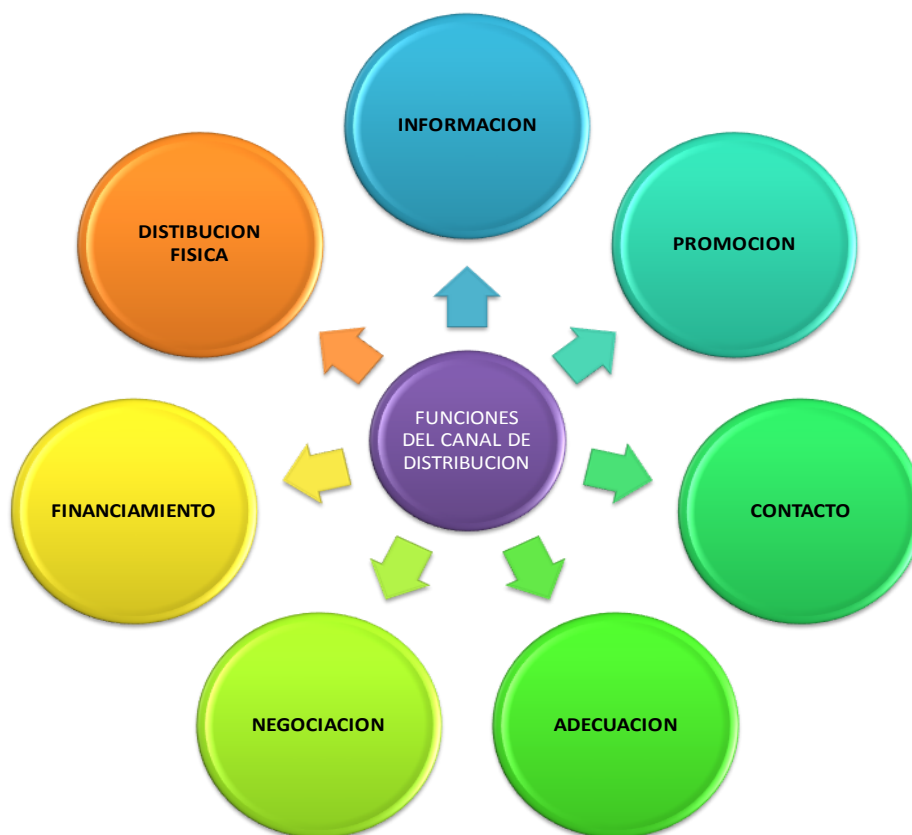 INFORMACION
PROMOCION
CONTACTO
ADECUACION
NEGOCIACION
FINANCIAMIENTO
DISTIBUCION
FISICA
FUNCIONES
DEL CANAL DE
DISTRIBUCION